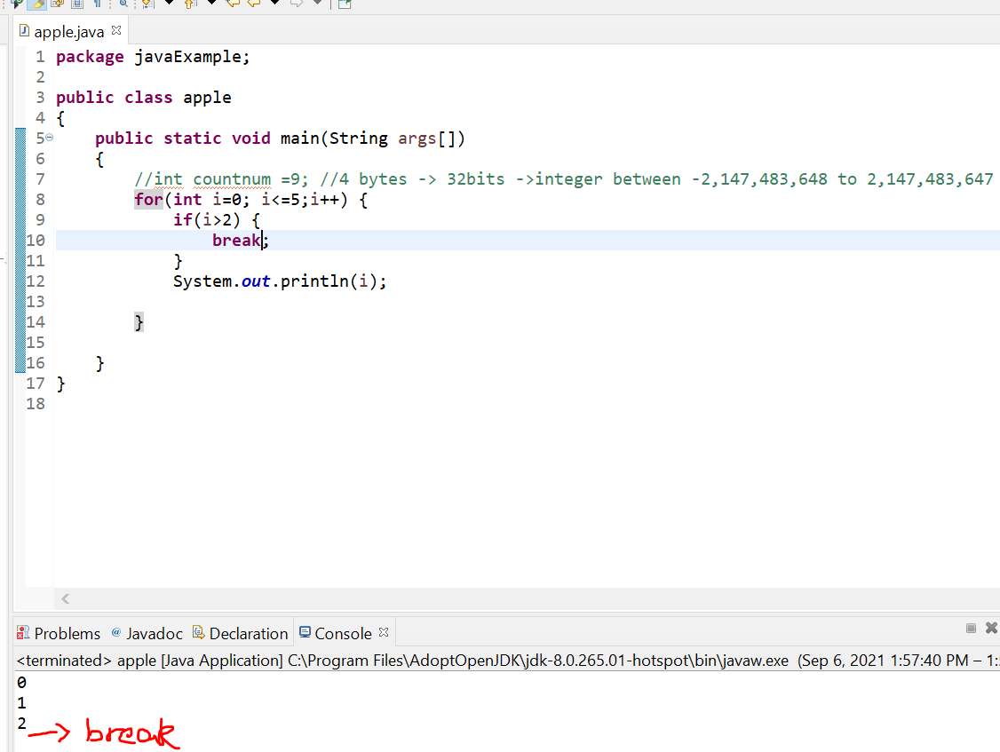 apple.java
1 package javaExample;
2
3 public class apple
4 {
5 public static void main(String args[])
6 {
7 //int countnum =9; //4 bytes -> 32bits ->integer between -2,147,483,648 to 2,147,483,647
8 for(int i=0; i<=5;i++) {
9 if(i>2) {
10 break;
11 }
12 System.out.println(i);
13
14 }
15
16 }
17 }
18
Problems @ Javadoc Declaration Console
<terminated> apple [Java Application] C:\Program Files\AdoptOpenJDK\jdk-8.0.265.01-hotspot\bin\javaw.exe (Sep 6, 2021 1:57:40 PM – 1:
0
1
2
-> break